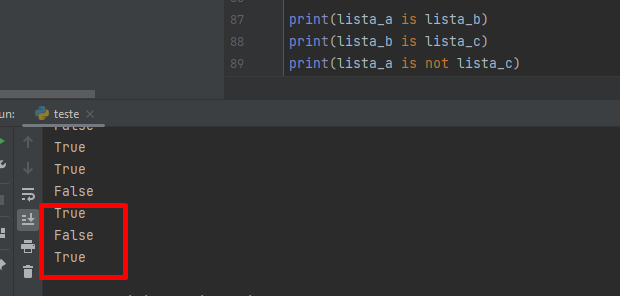 87 print(lista_a is lista_b)
88 print(lista_b is lista_c)
89 print(lista_a is not lista_c)
un: teste
False
True
True
False
True
False
True